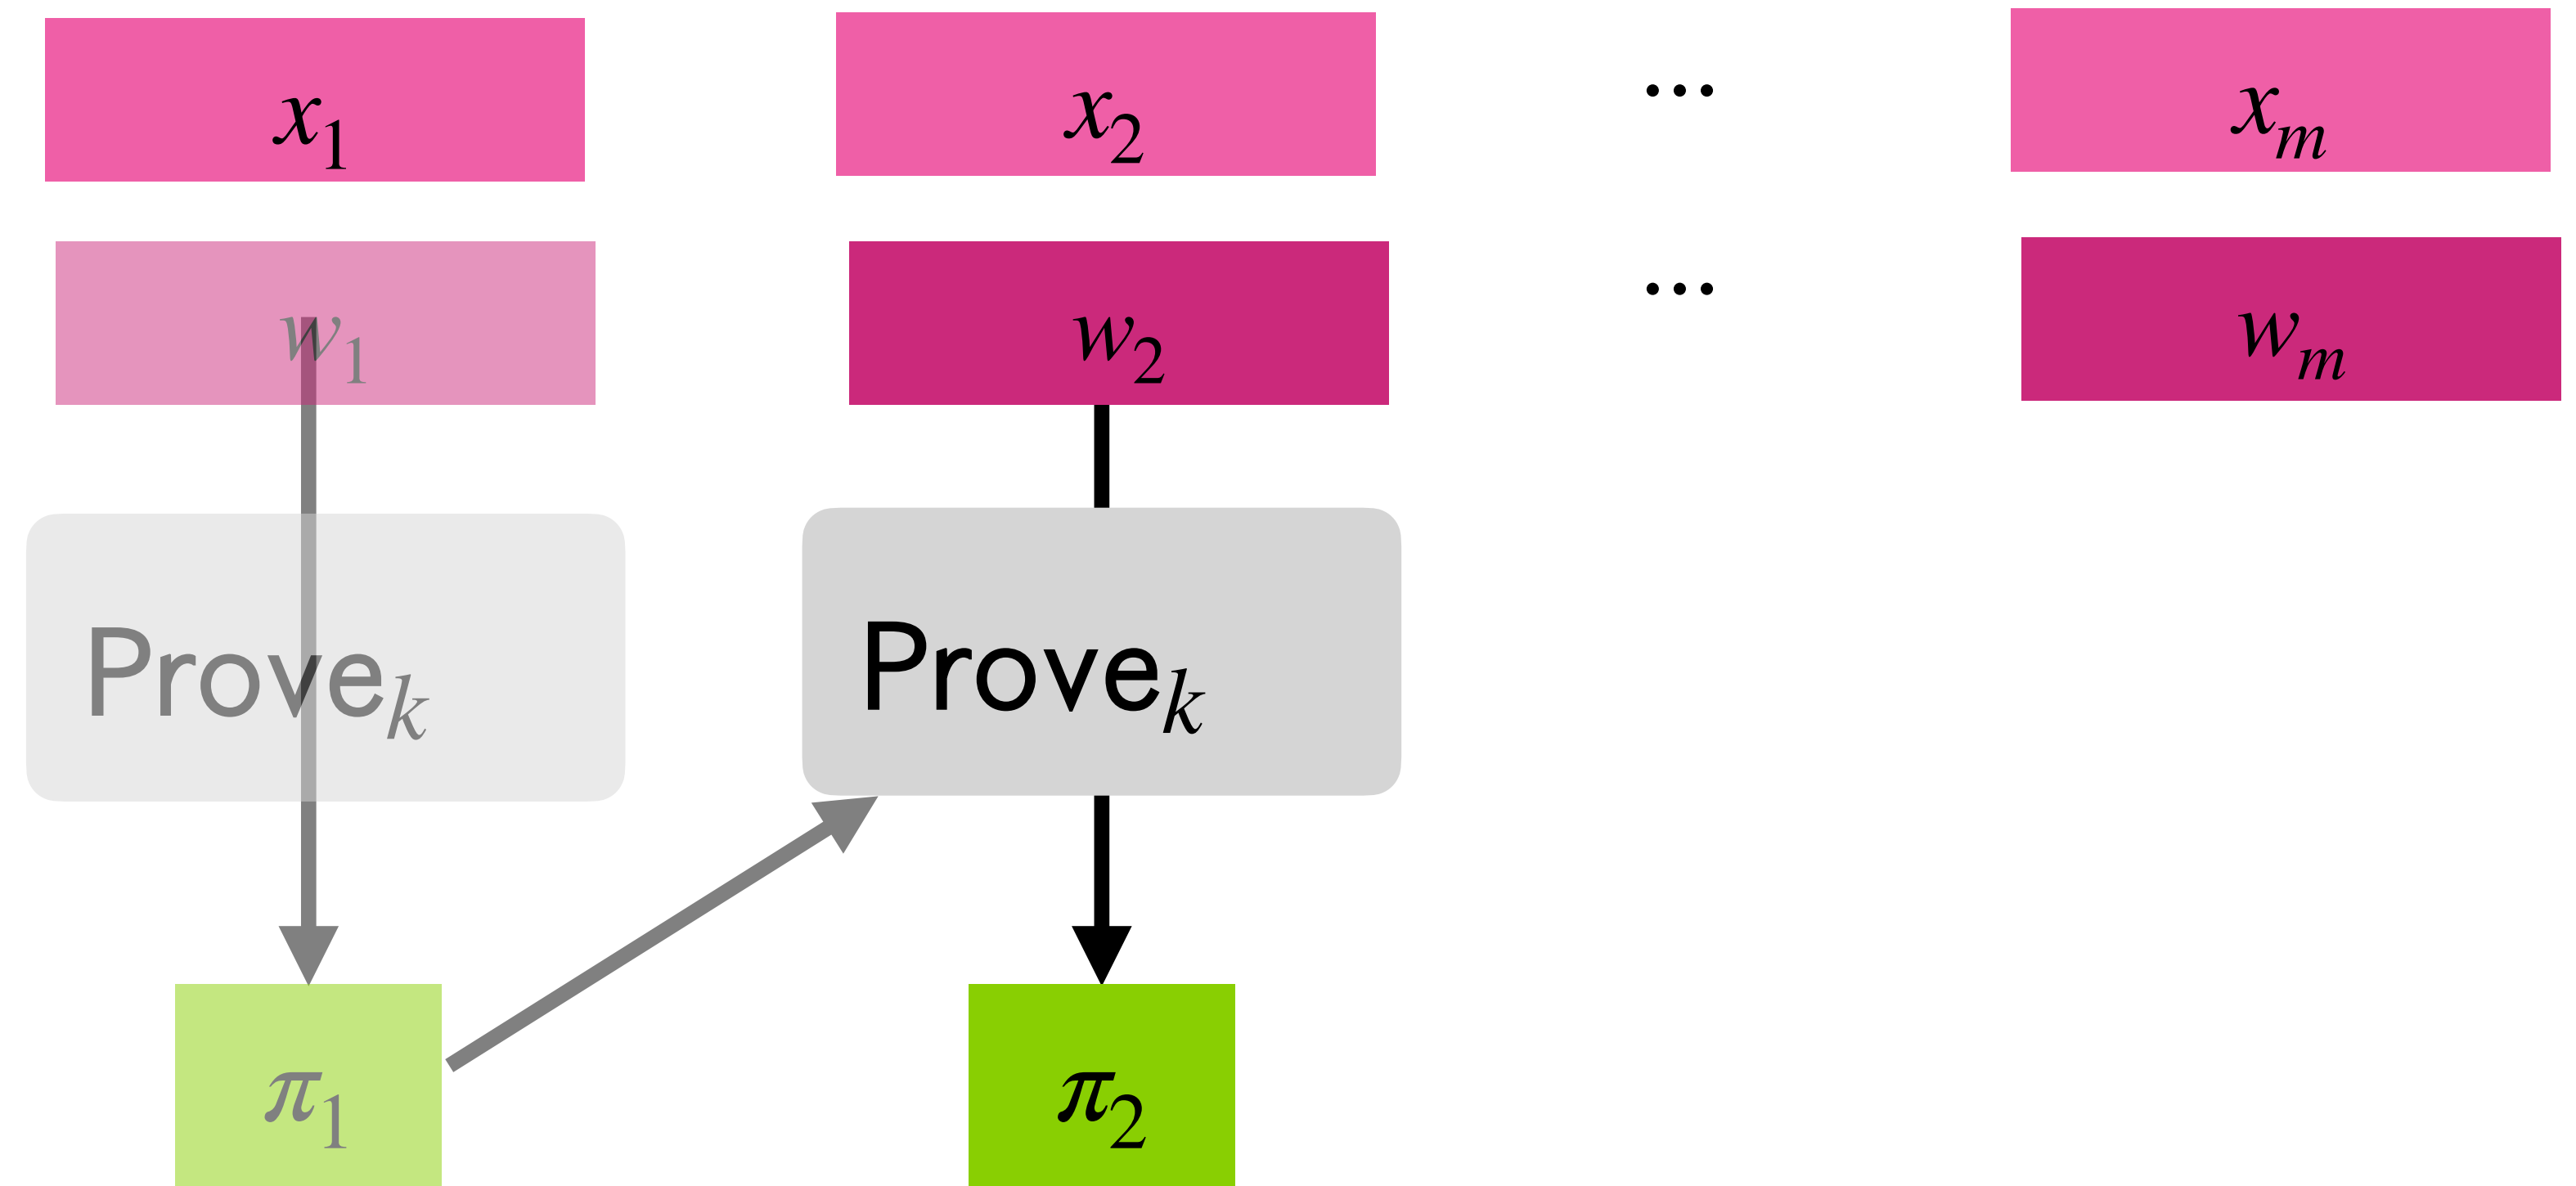 x₁ x₂ ... xₘ
w₁ w₂ ... wₘ
Proveₖ Proveₖ
π₁ π₂